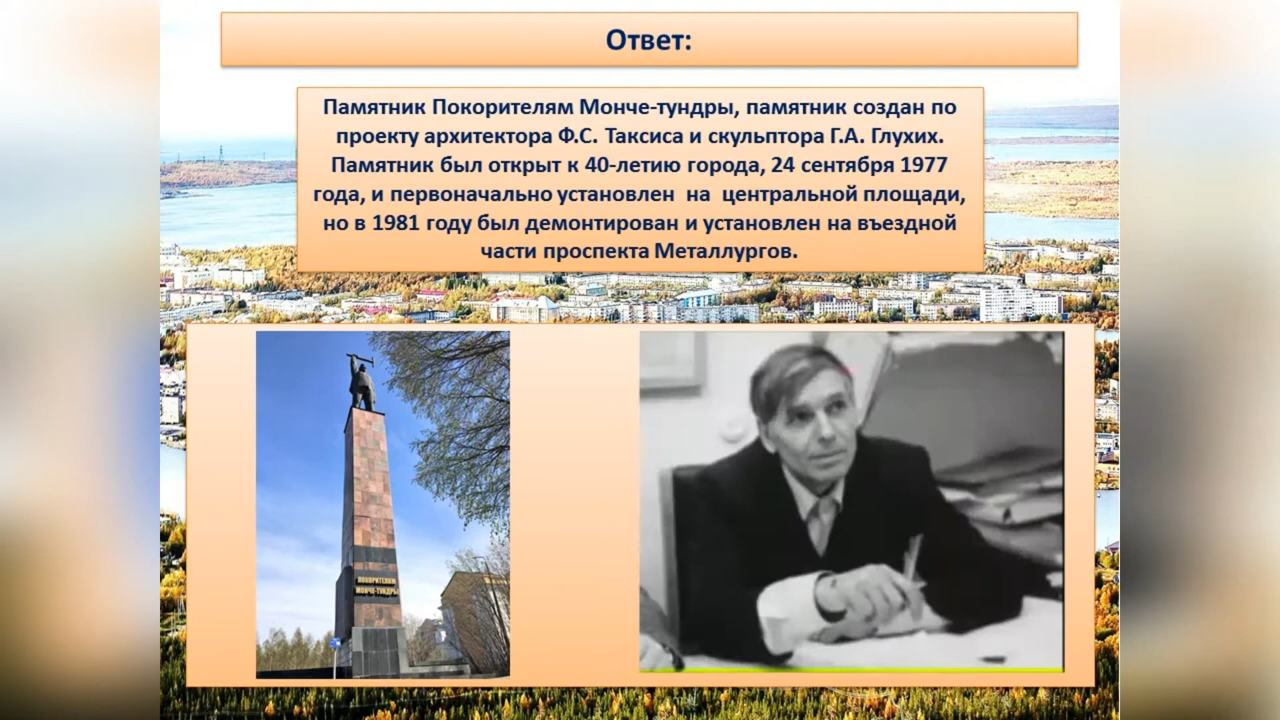 Ответ:
Памятник Покорителям Монче-тундры, памятник создан по
проекту архитектора Ф.С. Таксиса и скульптора Г.А. Глухих.
Памятник был открыт к 40-летию города, 24 сентября 1977
года, и первоначально установлен на центральной площади,
но в 1981 году был демонтирован и установлен на въездной
части проспекта Металлургов.
ПОКОРИТЕЛЯМ
МОНЧЕ-ТУНДРЫ